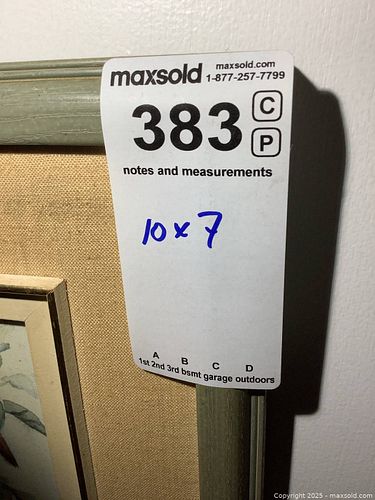 maxsold maxsold.com
1-877-257-7799
383 C
P
notes and measurements
10 x 7
A B C D
1st 2nd 3rd bsmt garage outdoors
Copyright 2025 - maxsold.com